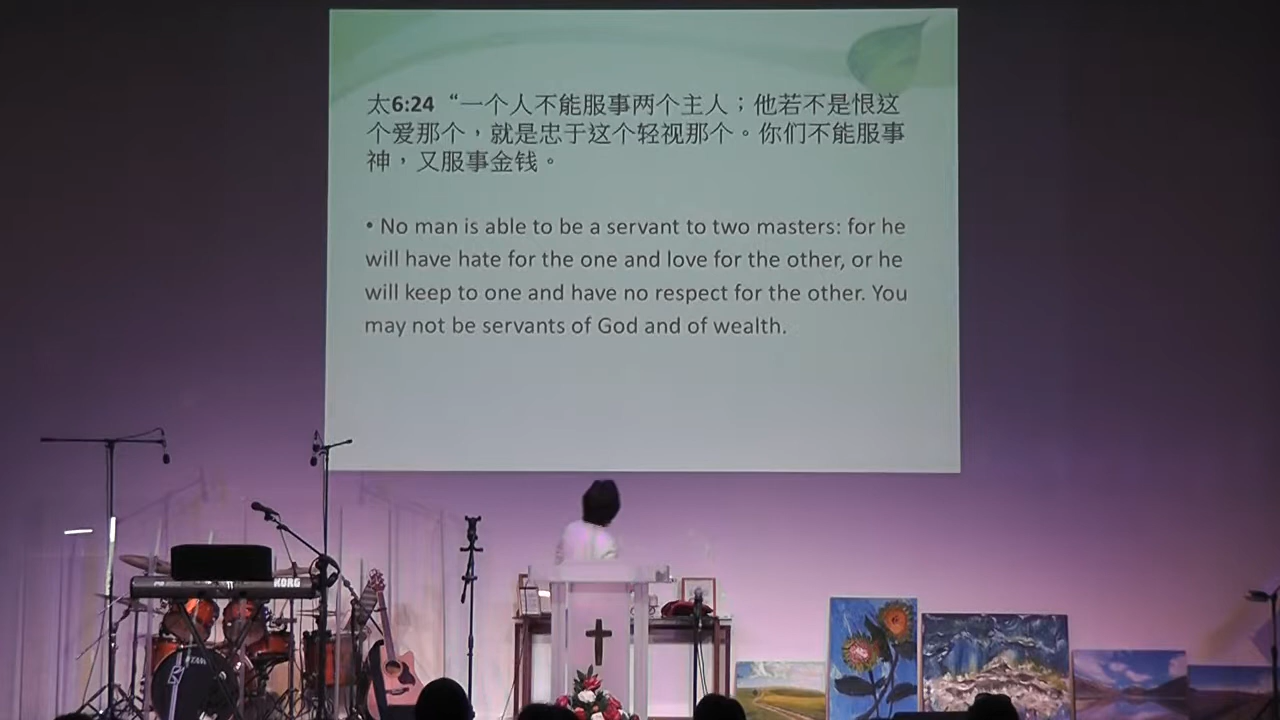 太6:24 “一个人不能服事两个主人；他若不是恨这
个爱那个，就是忠于这个轻视那个。你们不能服事
神，又服事金钱。
• No man is able to be a servant to two masters: for he
will have hate for the one and love for the other, or he
will keep to one and have no respect for the other. You
may not be servants of God and of wealth.
KORG
TAMA